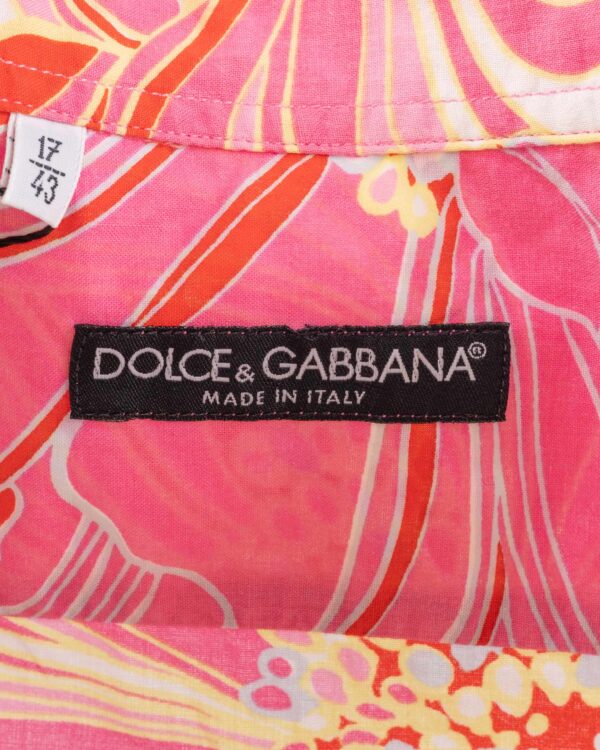 17
43
DOLCE & GABBANA®
MADE IN ITALY